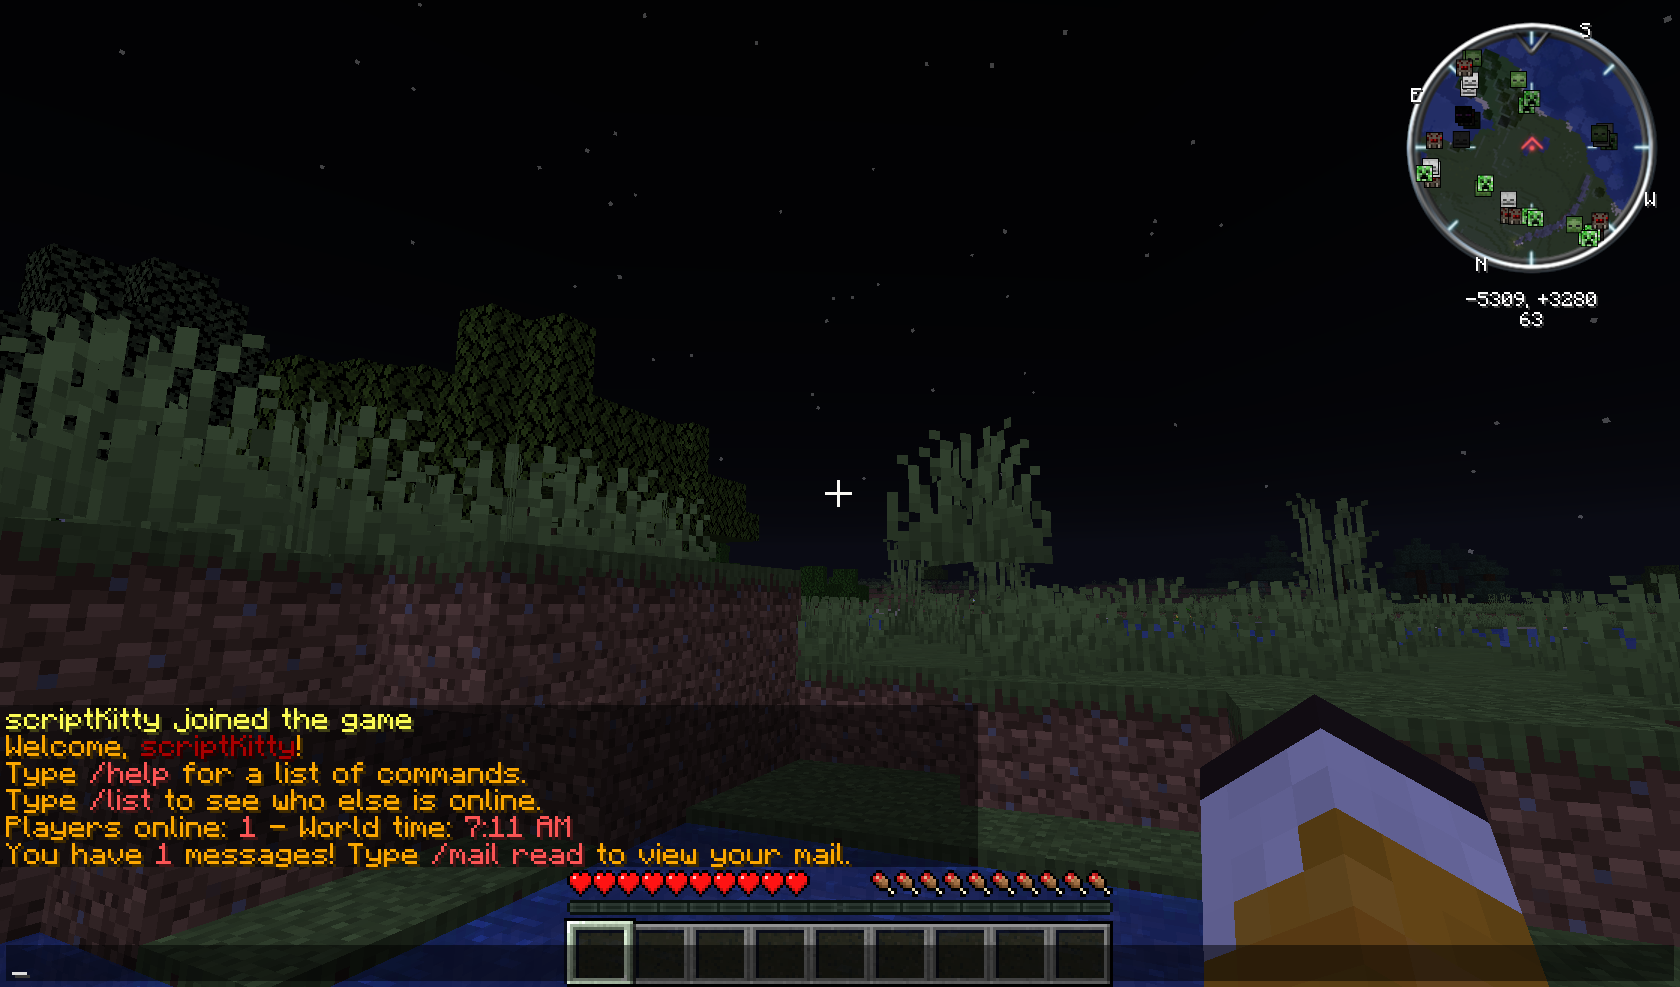 S
E
W
N
-5309, +3280
63
scriptKitty joined the game
Welcome, scriptKitty!
Type /help for a list of commands.
Type /list to see who else is online.
Players online: 1 - World time: 7:11 AM
You have 1 messages! Type /mail read to view your mail.
_